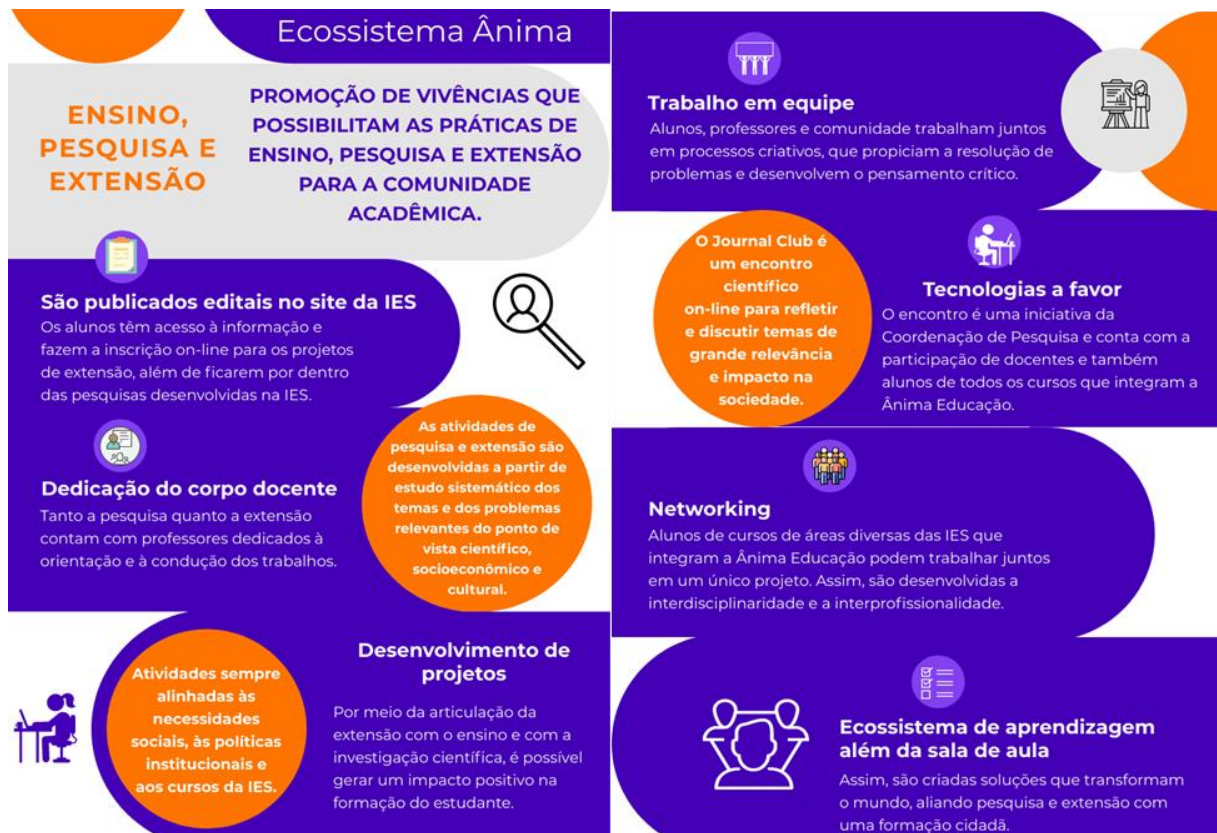 Ecossistema Ânima
ENSINO,
PESQUISA E
EXTENSÃO
PROMOÇÃO DE VIVÊNCIAS QUE
POSSIBILITAM AS PRÁTICAS DE
ENSINO, PESQUISA E EXTENSÃO
PARA A COMUNIDADE
ACADÊMICA.
São publicados editais no site da IES
Os alunos têm acesso à informação e
fazem a inscrição on-line para os projetos
de extensão, além de ficarem por dentro
das pesquisas desenvolvidas na IES.
Dedicação do corpo docente
Tanto a pesquisa quanto a extensão
contam com professores dedicados à
orientação e à condução dos trabalhos.
As atividades de
pesquisa e extensão são
desenvolvidas a partir de
estudo sistemático dos
temas e dos problemas
relevantes do ponto de
vista científico,
socioeconômico e
cultural.
Atividades sempre
alinhadas às
necessidades
sociais, às políticas
institucionais e
aos cursos da IES.
Desenvolvimento de
projetos
Por meio da articulação da
extensão com o ensino e com a
investigação científica, é possível
gerar um impacto positivo na
formação do estudante.
Trabalho em equipe
Alunos, professores e comunidade trabalham juntos
em processos criativos, que propiciam a resolução de
problemas e desenvolvem o pensamento crítico.
O Journal Club é
um encontro
científico
on-line para refletir
e discutir temas de
grande relevância
e impacto na
sociedade.
Tecnologias a favor
O encontro é uma iniciativa da
Coordenação de Pesquisa e conta com a
participação de docentes e também
alunos de todos os cursos que integram a
Ânima Educação.
Networking
Alunos de cursos de áreas diversas das IES que
integram a Ânima Educação podem trabalhar juntos
em um único projeto. Assim, são desenvolvidas a
interdisciplinaridade e a interprofissionalidade.
Ecossistema de aprendizagem
além da sala de aula
Assim, são criadas soluções que transformam
o mundo, aliando pesquisa e extensão com
uma formação cidadã.